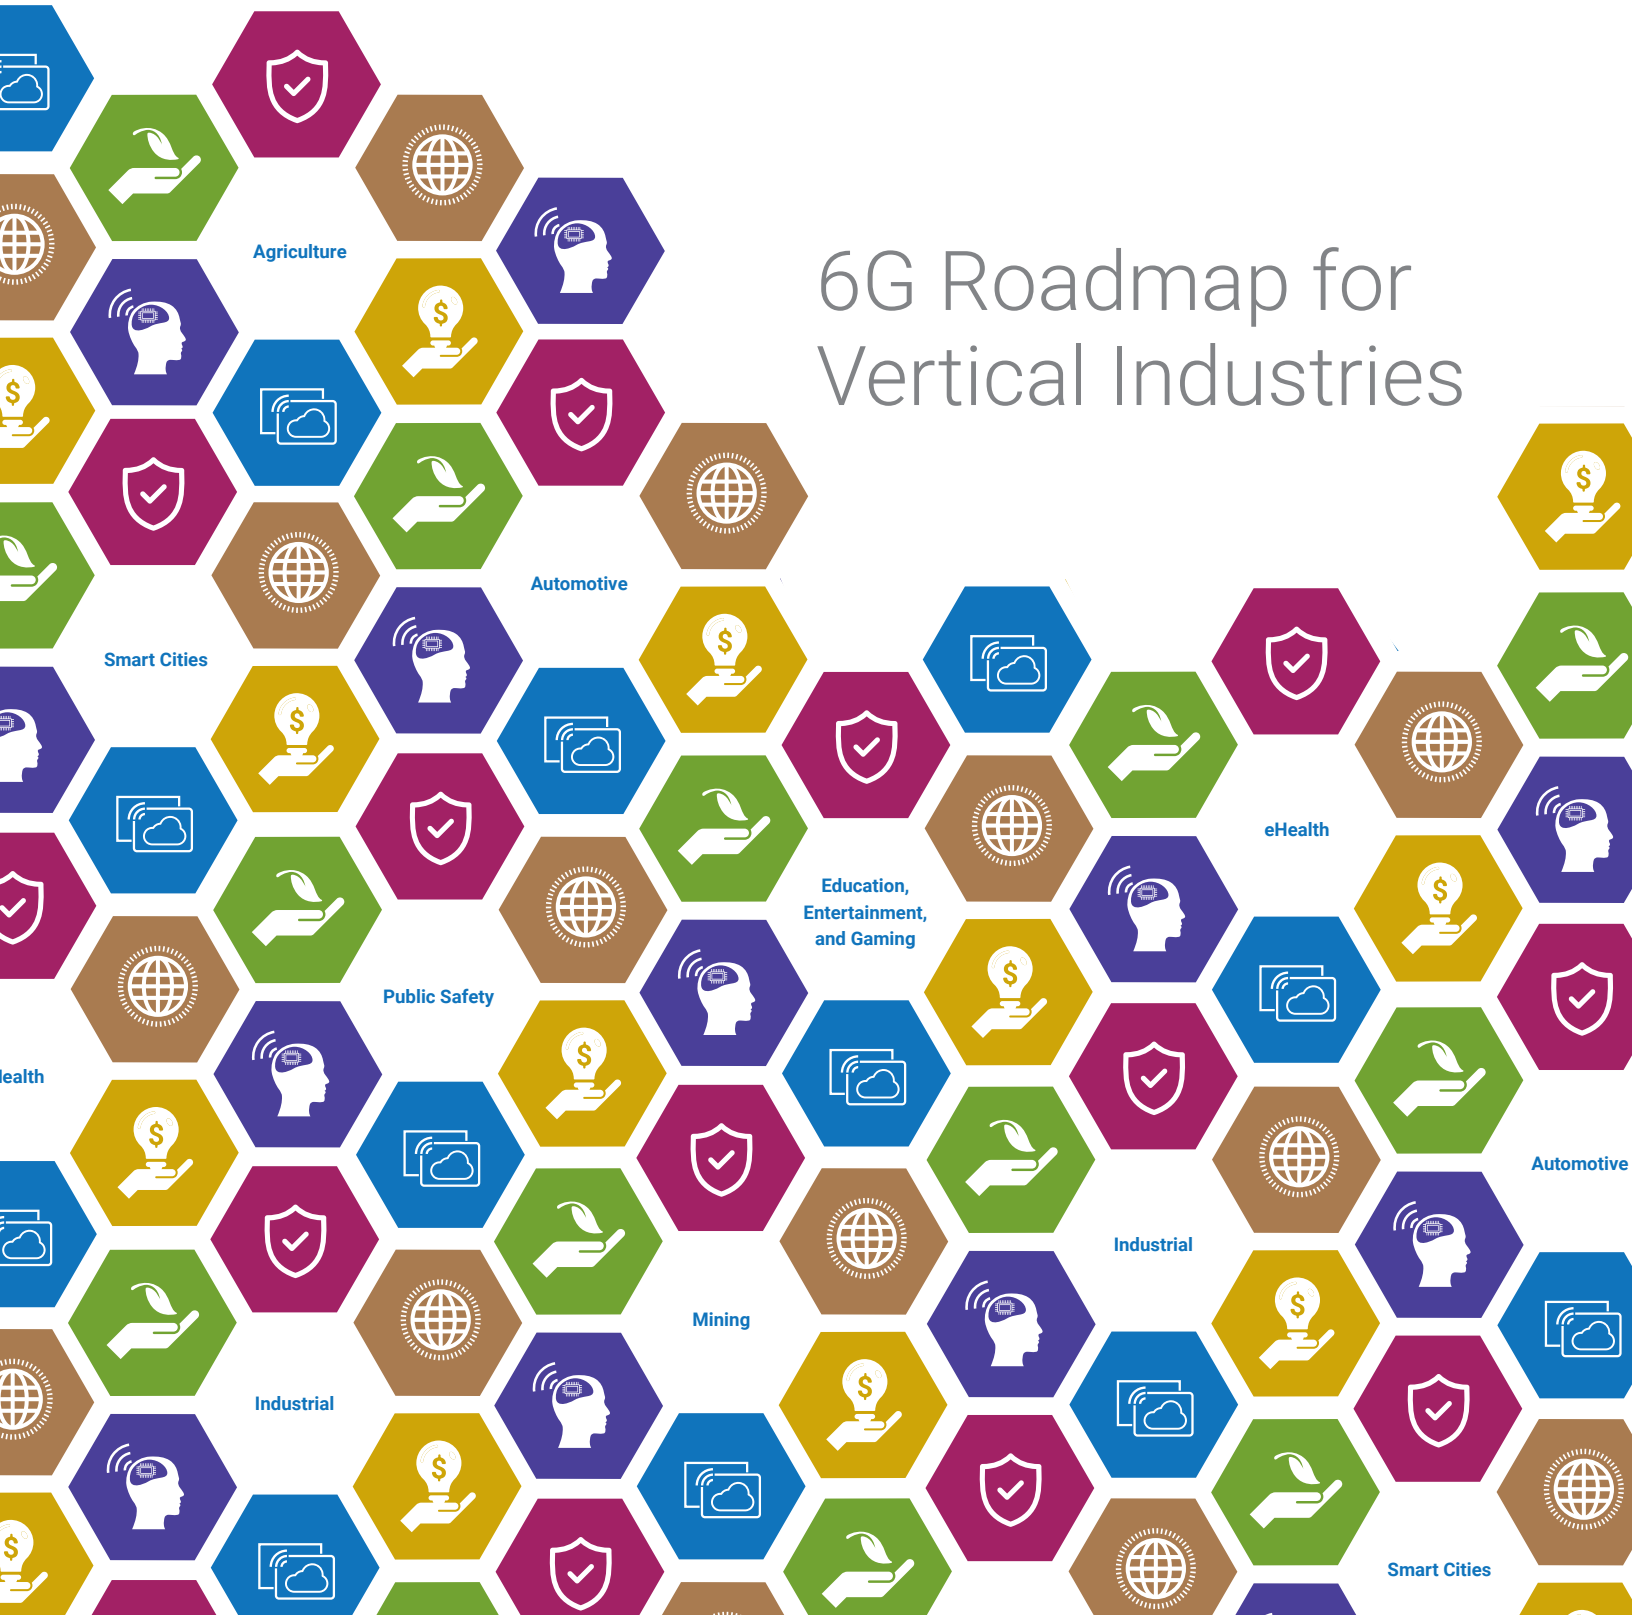 6G Roadmap for
Vertical Industries
Agriculture
Automotive
Smart Cities
eHealth
Education,
Entertainment,
and Gaming
Public Safety
lealth
Automotive
Industrial
Mining
Industrial
Smart Cities